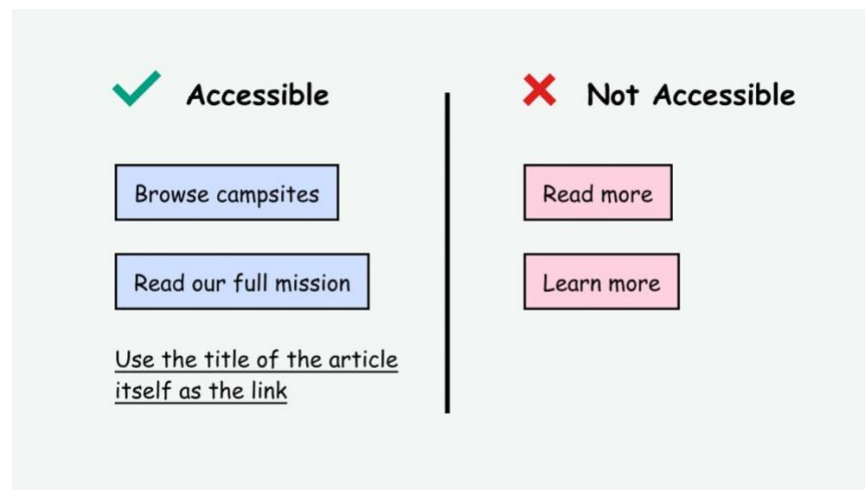 Accessible
Browse campsites
Read our full mission
Use the title of the article
itself as the link
Not Accessible
Read more
Learn more